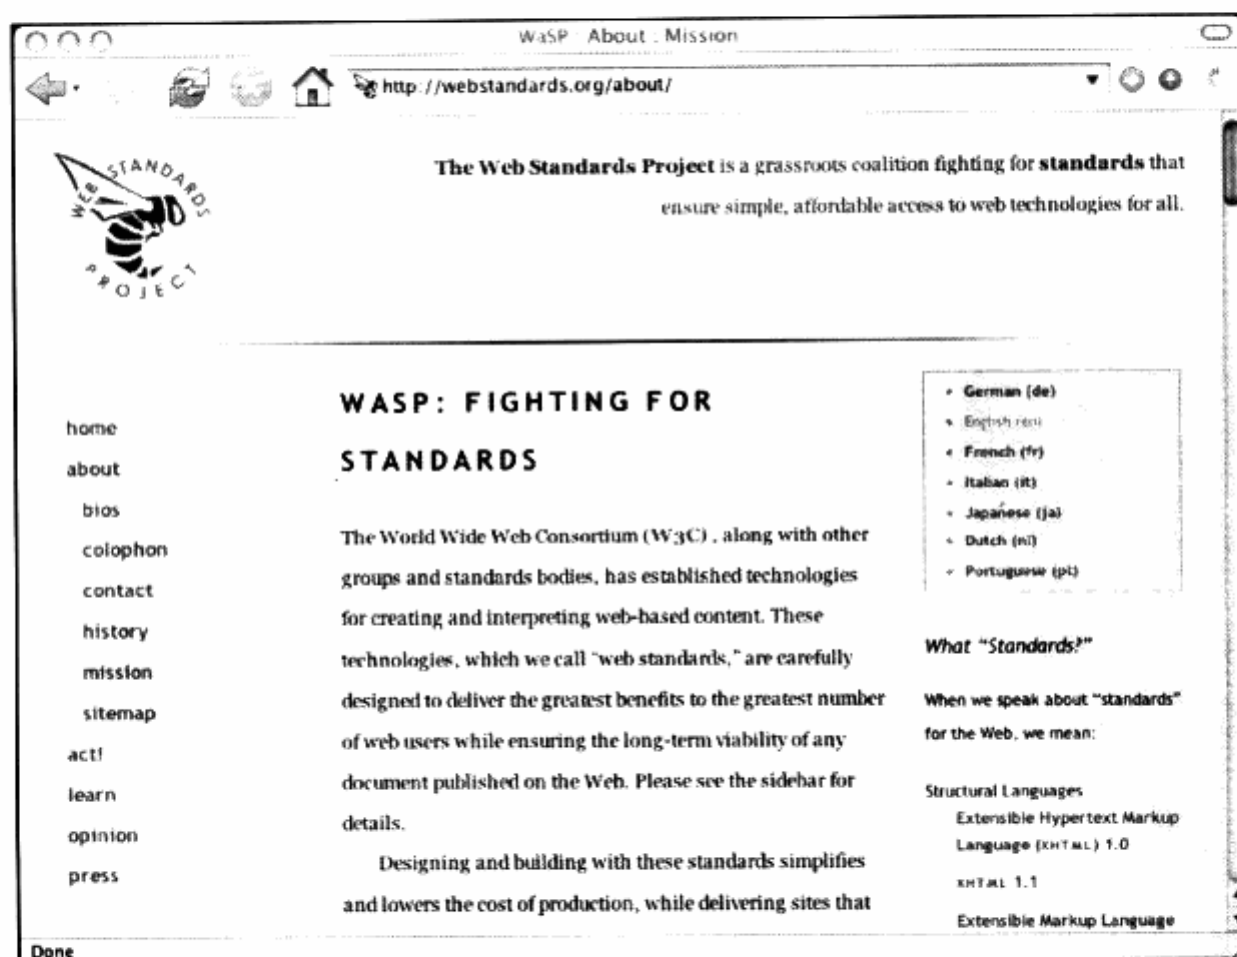 WaSP : About : Mission
http://webstandards.org/about/
WEB STANDARDS PROJECT
The Web Standards Project is a grassroots coalition fighting for standards that
ensure simple, affordable access to web technologies for all.
home
about
bios
colophon
contact
history
mission
sitemap
act!
learn
opinion
press
WASP: FIGHTING FOR
STANDARDS
The World Wide Web Consortium (W3C) , along with other
groups and standards bodies, has established technologies
for creating and interpreting web-based content. These
technologies, which we call “web standards,” are carefully
designed to deliver the greatest benefits to the greatest number
of web users while ensuring the long-term viability of any
document published on the Web. Please see the sidebar for
details.
Designing and building with these standards simplifies
and lowers the cost of production, while delivering sites that
German (de)
English (en)
French (fr)
Italian (it)
Japanese (ja)
Dutch (nl)
Portuguese (pt)
What “Standards?”
When we speak about “standards”
for the Web, we mean:
Structural Languages
Extensible Hypertext Markup
Language (XHTML) 1.0
XHTML 1.1
Extensible Markup Language
Done